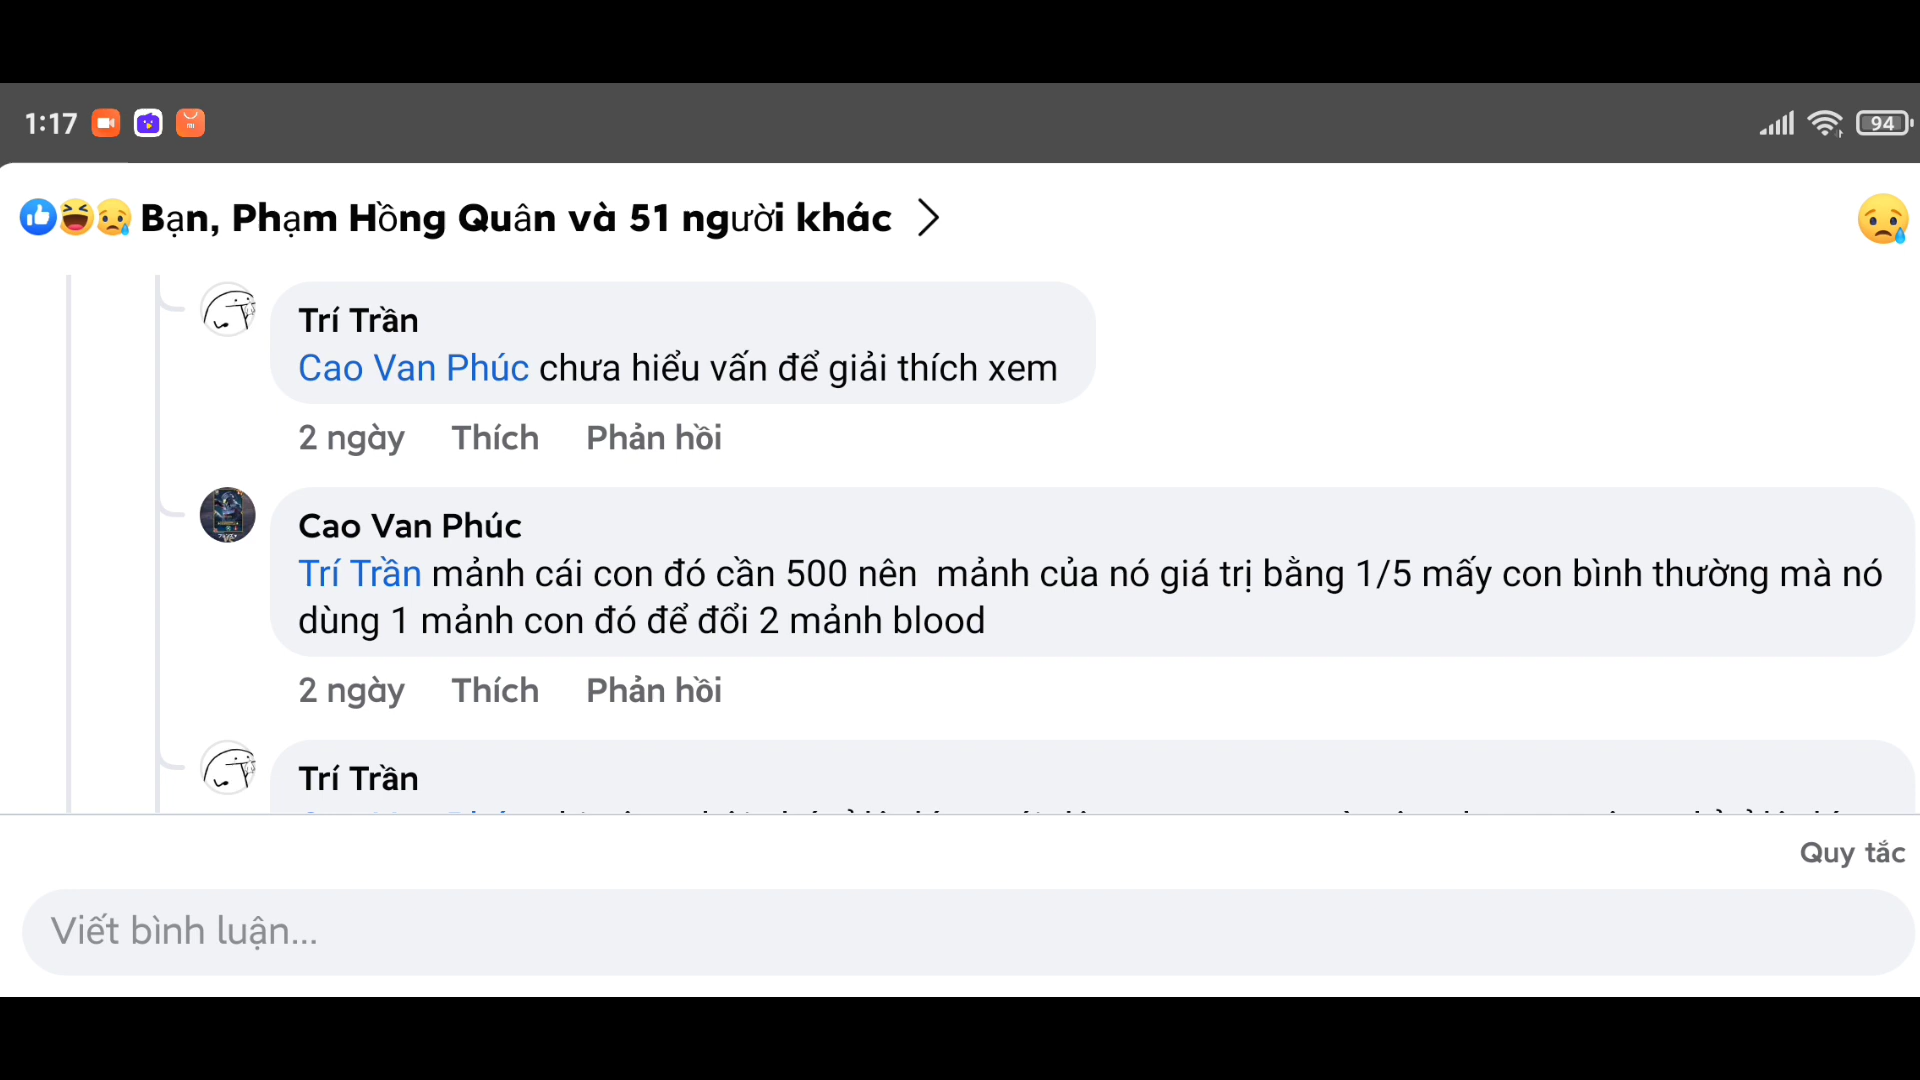 1:17
94
Bạn, Phạm Hồng Quân và 51 người khác
Trí Trần
Cao Van Phúc chưa hiểu vấn để giải thích xem
2 ngày Thích Phản hồi
Cao Van Phúc
Trí Trần mảnh cái con đó cần 500 nên  mảnh của nó giá trị bằng 1/5 mấy con bình thường mà nó
dùng 1 mảnh con đó để đổi 2 mảnh blood
2 ngày Thích Phản hồi
Trí Trần
Quy tắc
Viết bình luận...